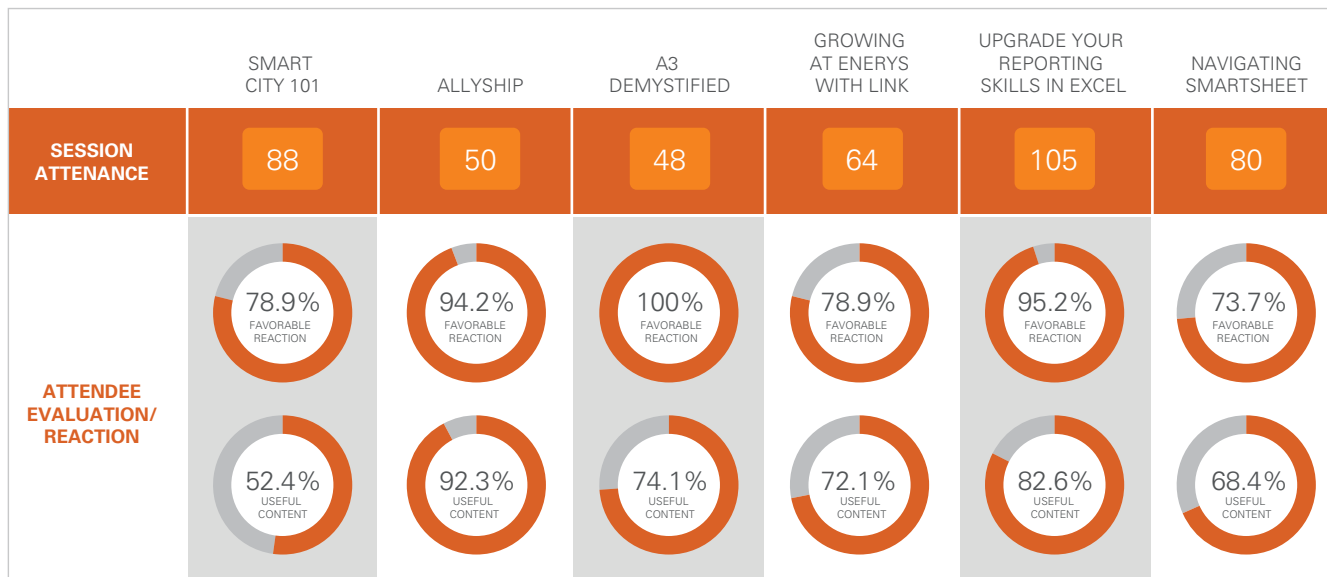 SMART
CITY 101
ALLYSHIP
A3
DEMYSTIFIED
GROWING
AT ENERYS
WITH LINK
UPGRADE YOUR
REPORTING
SKILLS IN EXCEL
NAVIGATING
SMARTSHEET
SESSION
ATTENANCE
88
50
48
64
105
80
ATTENDEE
EVALUATION/
REACTION
78.9%
FAVORABLE
REACTION
94.2%
FAVORABLE
REACTION
100%
FAVORABLE
REACTION
78.9%
FAVORABLE
REACTION
95.2%
FAVORABLE
REACTION
73.7%
FAVORABLE
REACTION
52.4%
USEFUL
CONTENT
92.3%
USEFUL
CONTENT
74.1%
USEFUL
CONTENT
72.1%
USEFUL
CONTENT
82.6%
USEFUL
CONTENT
68.4%
USEFUL
CONTENT